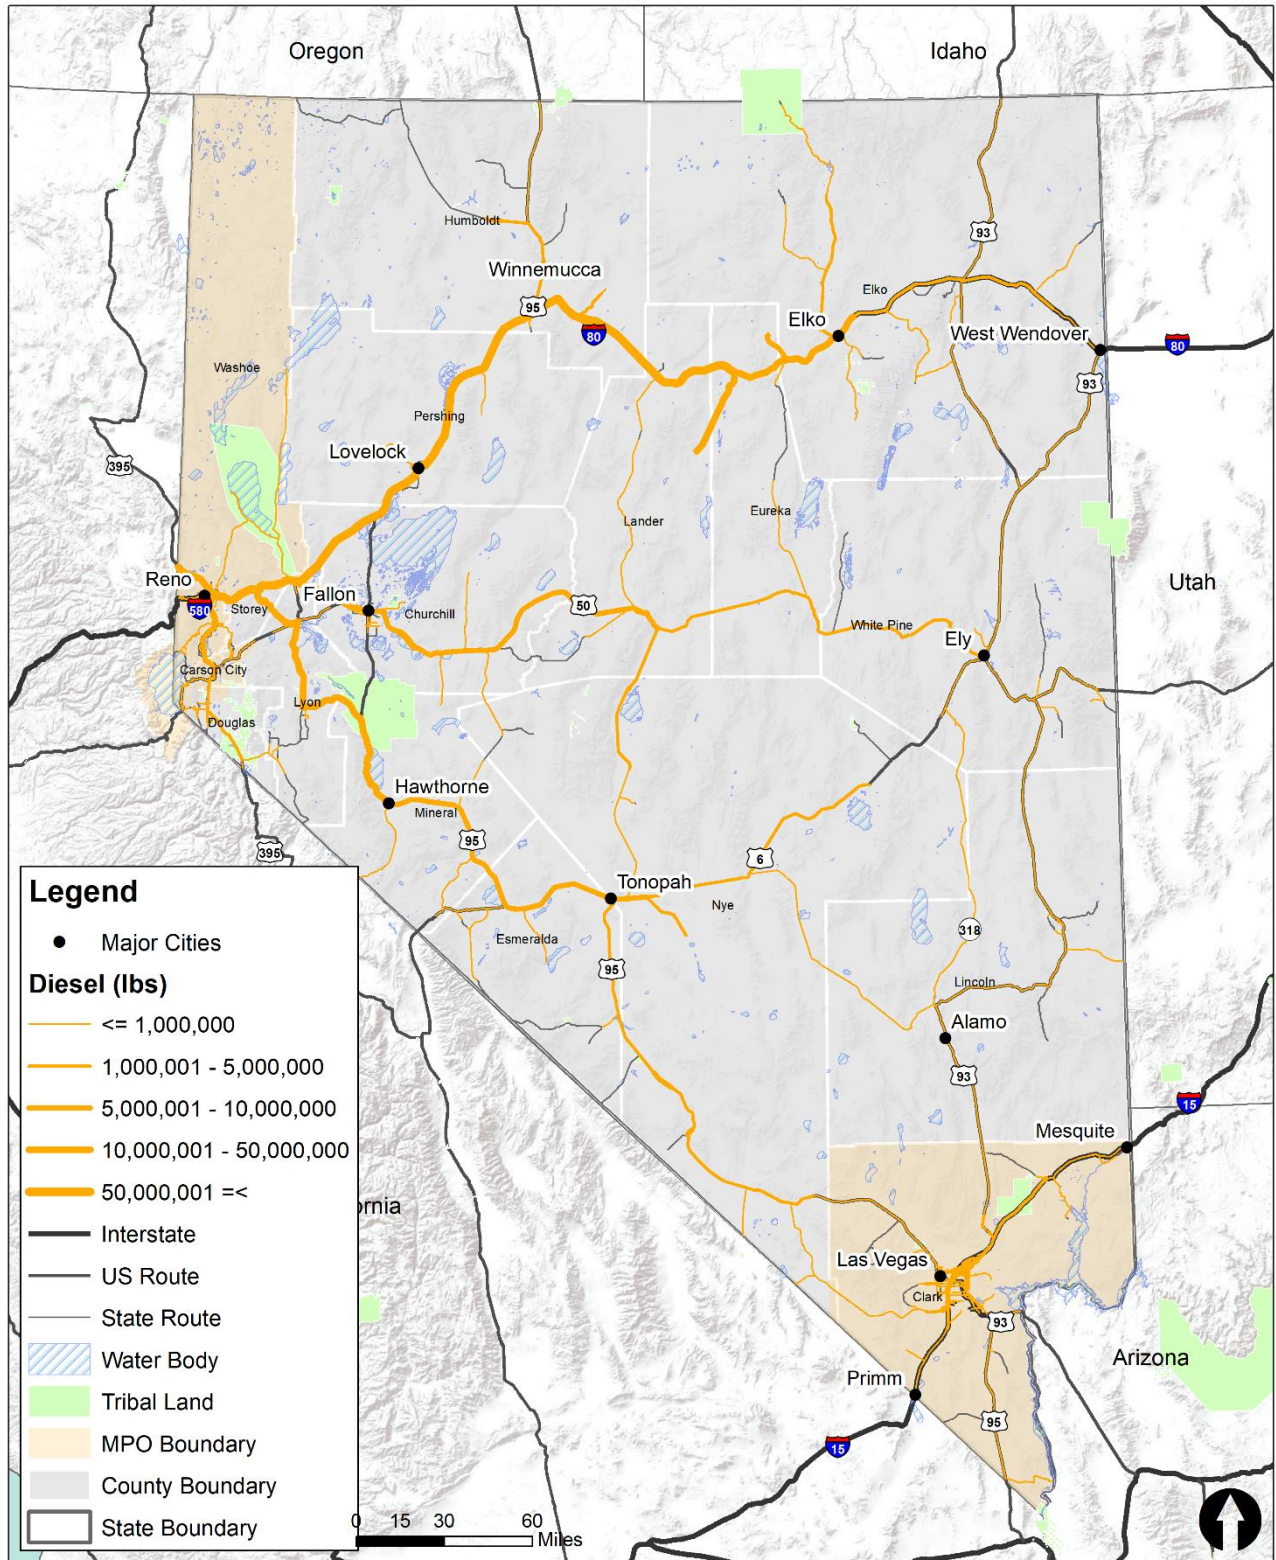 Oregon
Idaho
93
Humboldt
Winnemucca
95
80
Elko
Elko
West Wendover
80
93
Washoe
Pershing
Lovelock
395
Lander
Eureka
Reno
580
Storey
Fallon
Churchill
50
Utah
White Pine
Ely
Carson City
Lyon
Douglas
Hawthorne
Mineral
95
395
6
Tonopah
Nye
318
Esmeralda
95
Lincoln
Alamo
93
15
Mesquite
Las Vegas
Clark
93
Arizona
Primm
95
15
ornia
Legend
Major Cities
Diesel (lbs)
<= 1,000,000
1,000,001 - 5,000,000
5,000,001 - 10,000,000
10,000,001 - 50,000,000
50,000,001 =<
Interstate
US Route
State Route
Water Body
Tribal Land
MPO Boundary
County Boundary
State Boundary
0 15 30 60
Miles